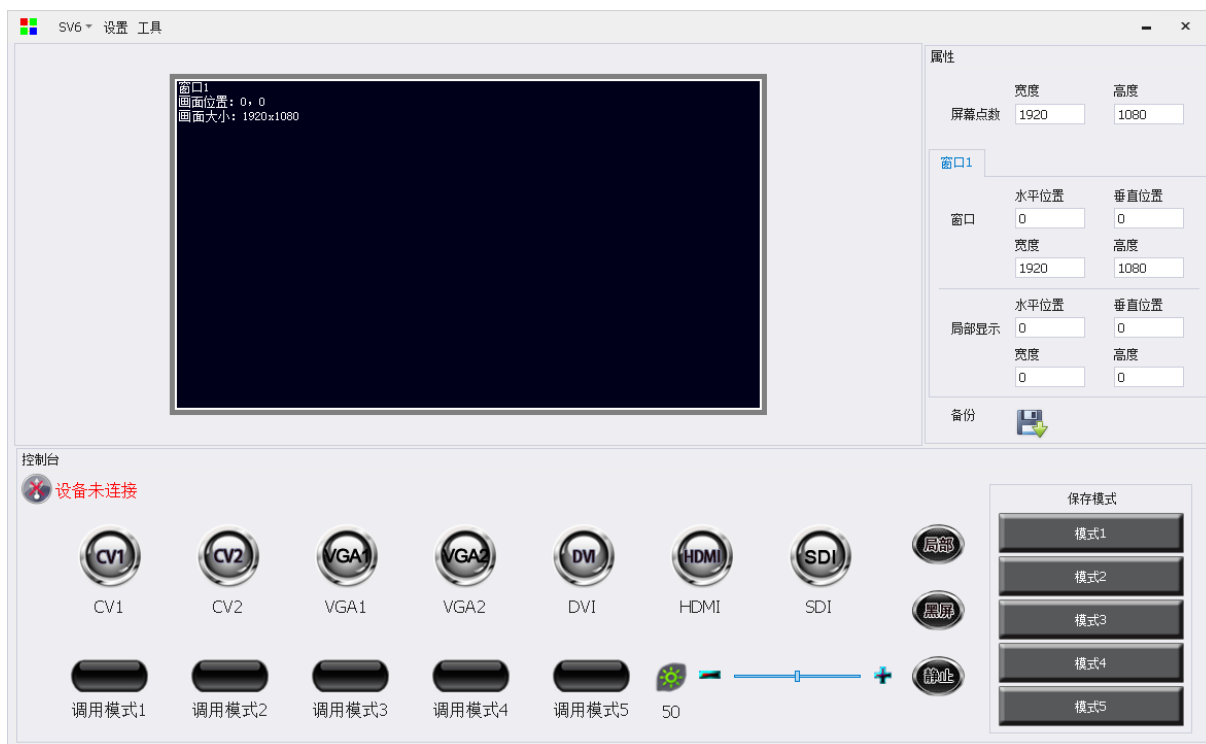 SV6 设置 工具
窗口1
画面位置: 0, 0
画面大小: 1920x1080
属性
宽度 高度
屏幕点数 1920 1080
窗口1
水平位置 垂直位置
窗口 0 0
宽度 高度
1920 1080
水平位置 垂直位置
局部显示 0 0
宽度 高度
0 0
备份
控制台
设备未连接
CV1 CV2 VGA1 VGA2 DVI HDMI SDI
CV1 CV2 VGA1 VGA2 DVI HDMI SDI
调用模式1 调用模式2 调用模式3 调用模式4 调用模式5 50
局部
黑屏
静止
保存模式
模式1
模式2
模式3
模式4
模式5